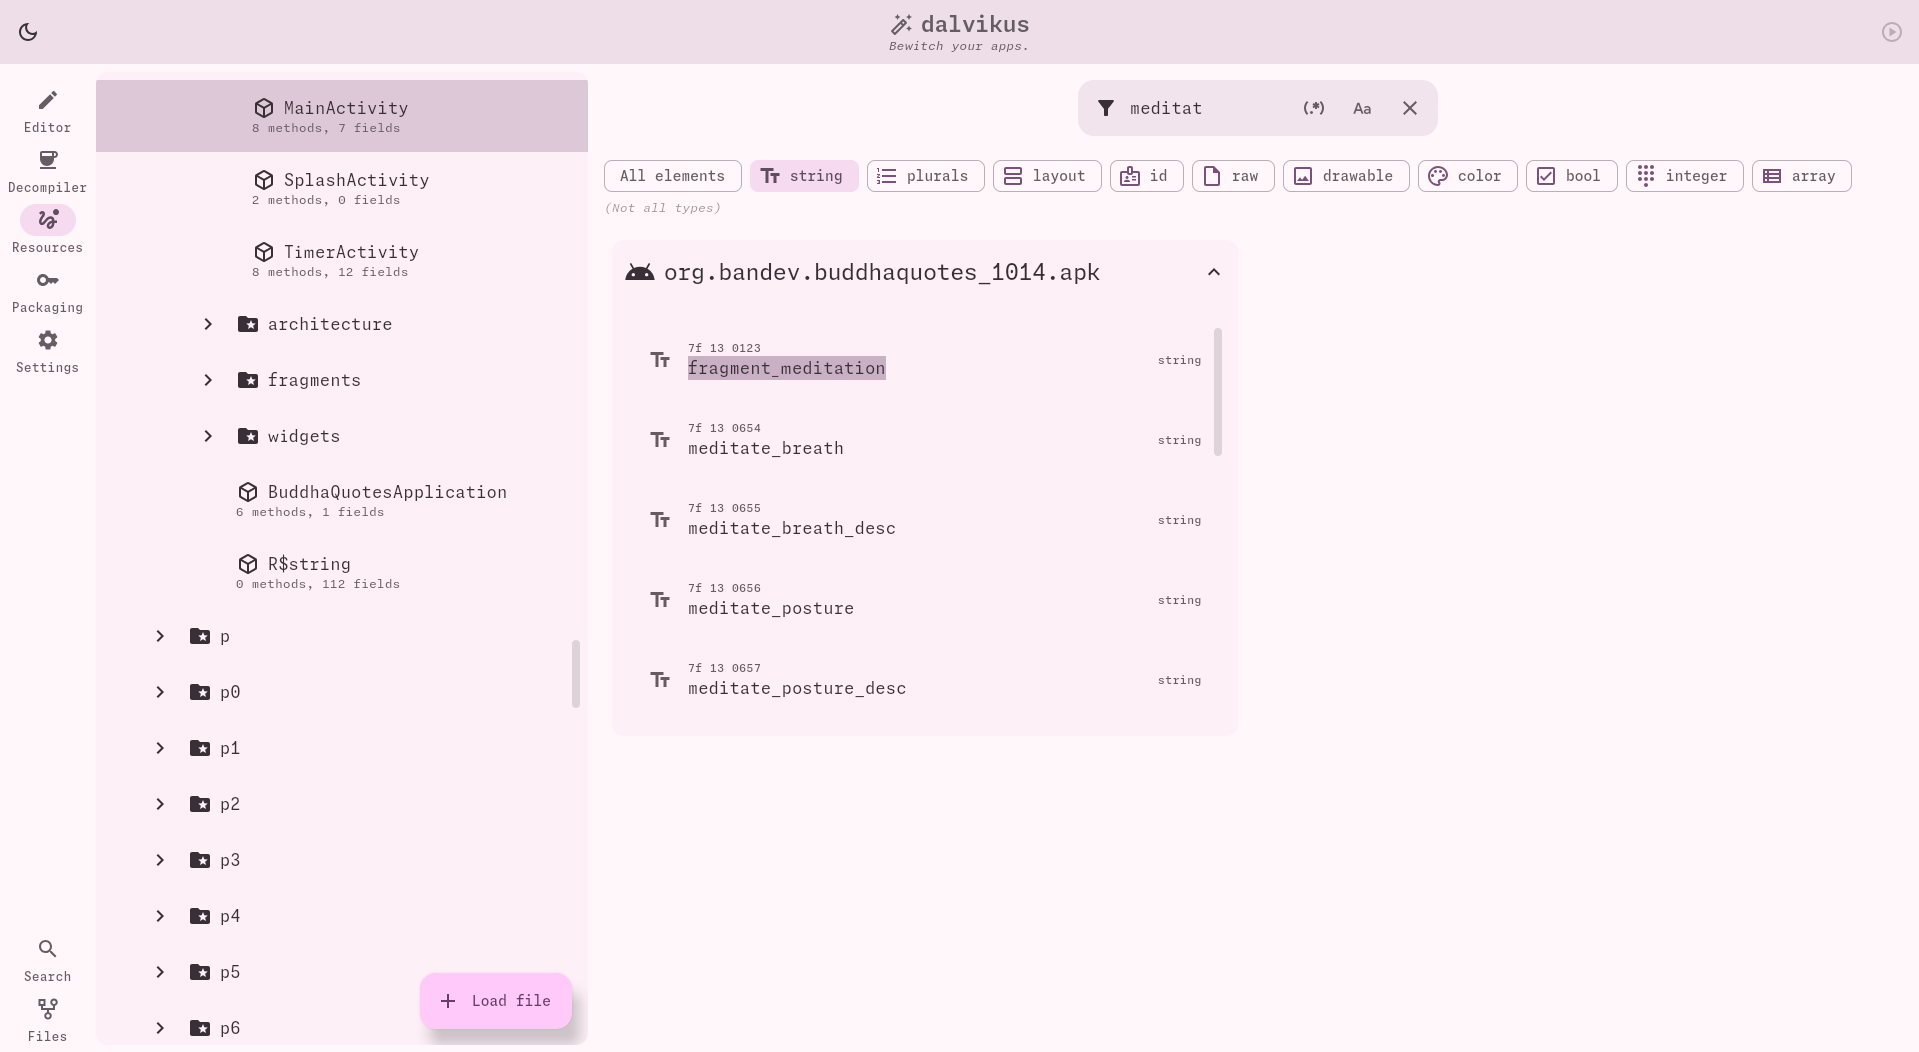 dalvikus
Bewitch your apps.
Editor
Decompiler
Resources
Packaging
Settings
Search
Files
MainActivity
8 methods, 7 fields
SplashActivity
2 methods, 0 fields
TimerActivity
8 methods, 12 fields
architecture
fragments
widgets
BuddhaQuotesApplication
6 methods, 1 fields
R$string
0 methods, 112 fields
p
p0
p1
p2
p3
p4
p5
p6
Load file
meditat (.*) Aa
All elements string plurals layout id raw drawable color bool integer array
(Not all types)
org.bandev.buddhaquotes_1014.apk
7f 13 0123
fragment_meditation string
7f 13 0654
meditate_breath string
7f 13 0655
meditate_breath_desc string
7f 13 0656
meditate_posture string
7f 13 0657
meditate_posture_desc string